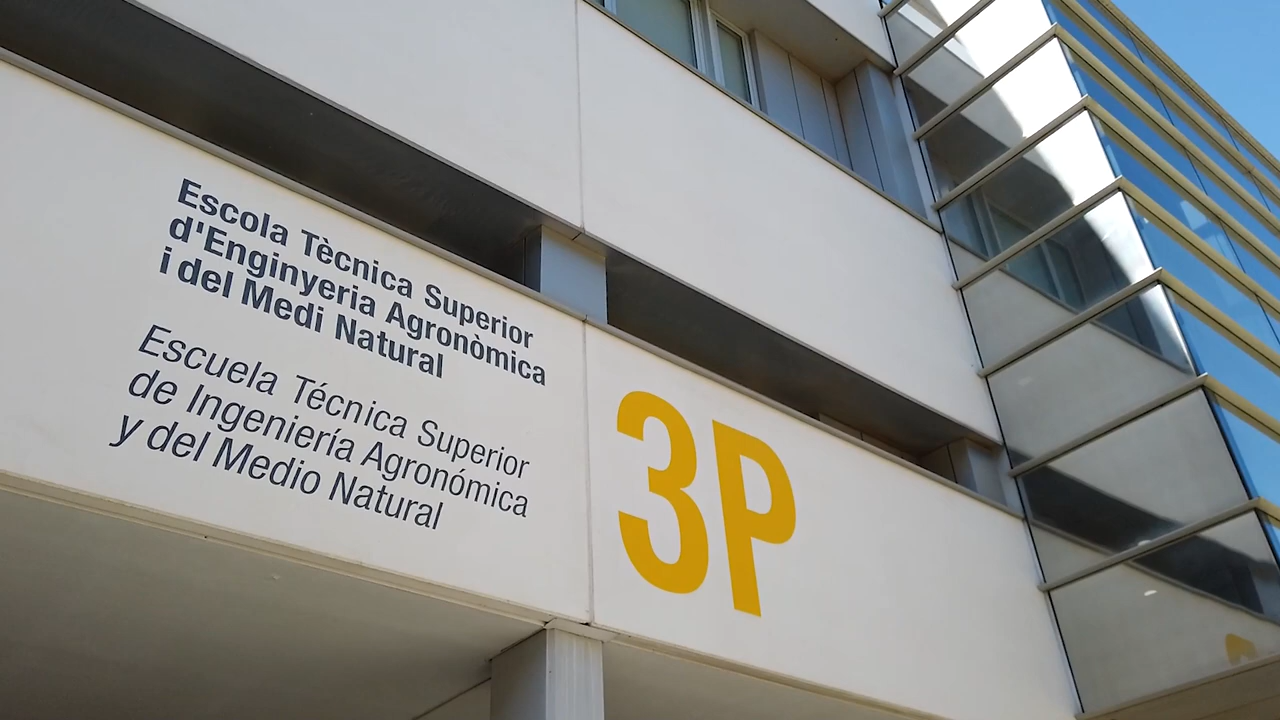 Escola Tècnica Superior
d'Enginyeria Agronòmica
i del Medi Natural
Escuela Técnica Superior
de Ingeniería Agronómica
y del Medio Natural
3P